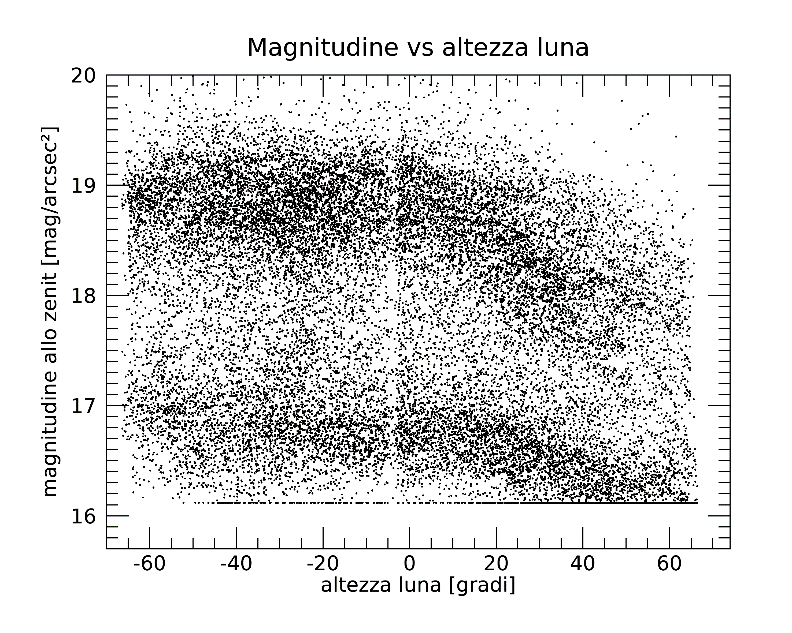 Magnitudine vs altezza luna
magnitudine allo zenit [mag/arcsec²]
20
19
18
17
16
-60 -40 -20 0 20 40 60
altezza luna [gradi]